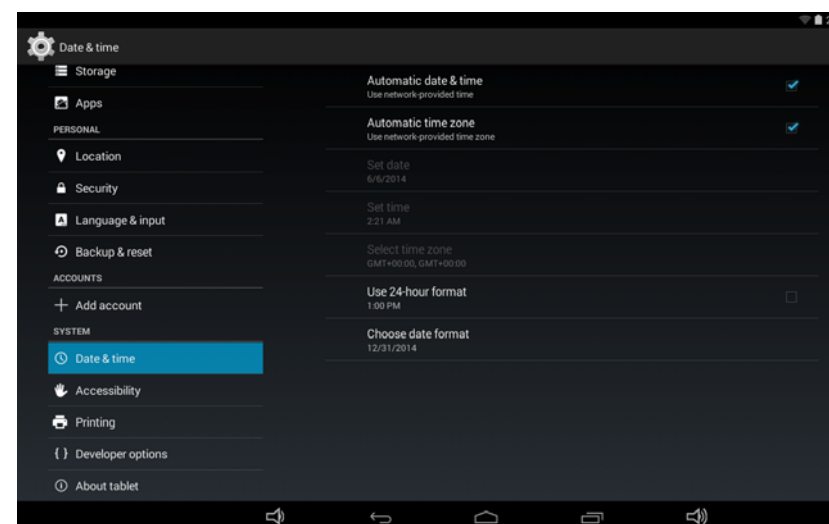 Date & time
Storage
Apps
PERSONAL
Location
Security
Language & input
Backup & reset
ACCOUNTS
Add account
SYSTEM
Date & time
Accessibility
Printing
{ } Developer options
About tablet
Automatic date & time
Use network-provided time
Automatic time zone
Use network-provided time zone
Set date
6/6/2014
Set time
2:21 AM
Select time zone
GMT+00:00, GMT+00:00
Use 24-hour format
1:00 PM
Choose date format
12/31/2014